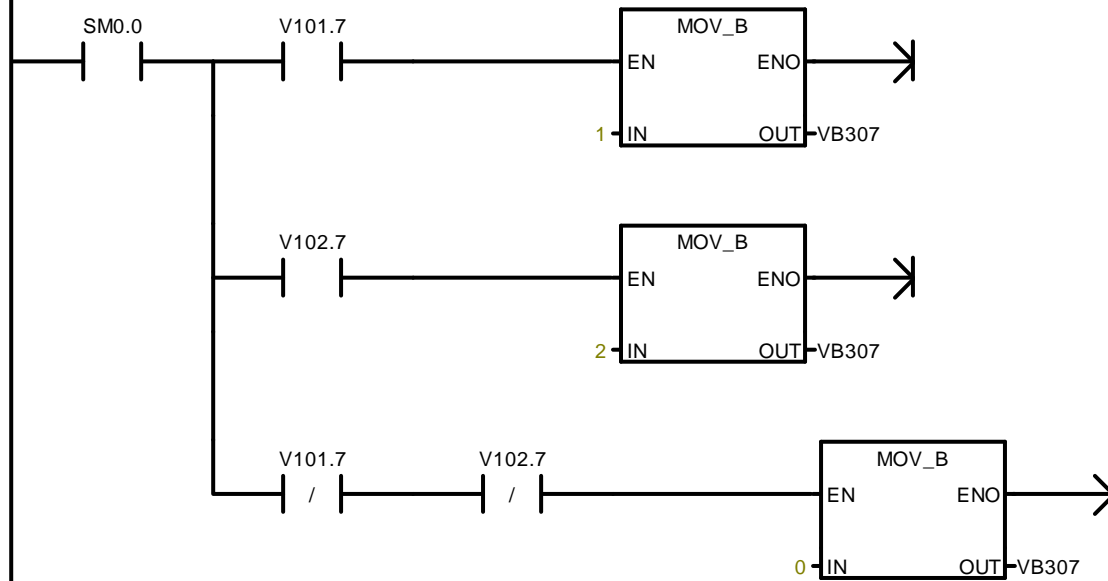 SM0.0 V101.7 MOV_B
EN ENO
1 IN OUT VB307
V102.7 MOV_B
EN ENO
2 IN OUT VB307
V101.7 V102.7 MOV_B
/ / EN ENO
0 IN OUT VB307